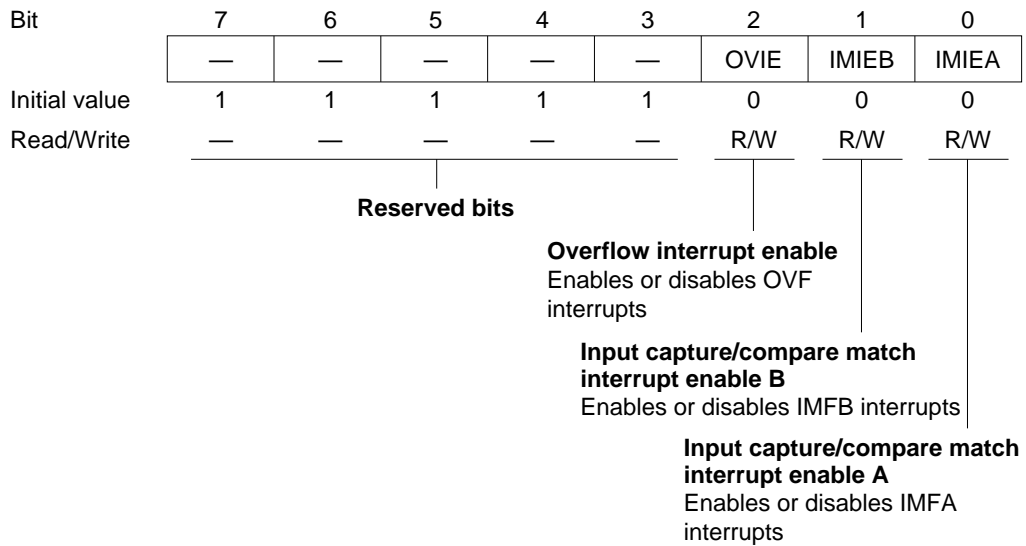 Bit 7 6 5 4 3 2 1 0
— — — — — OVIE IMIEB IMIEA
Initial value 1 1 1 1 1 0 0 0
Read/Write — — — — — R/W R/W R/W
Reserved bits
Overflow interrupt enable
Enables or disables OVF
interrupts
Input capture/compare match
interrupt enable B
Enables or disables IMFB interrupts
Input capture/compare match
interrupt enable A
Enables or disables IMFA
interrupts